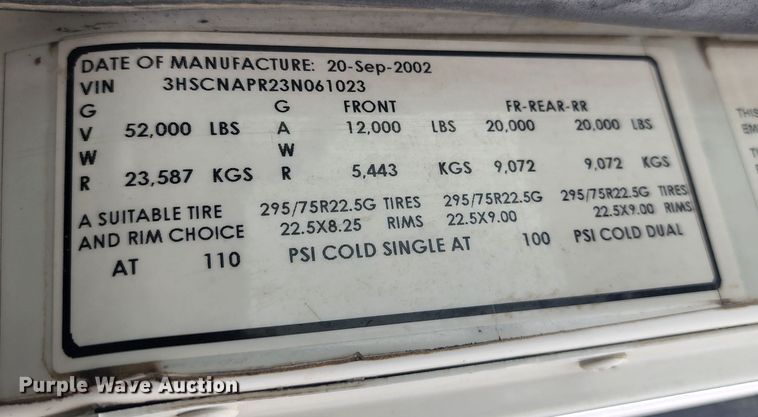 DATE OF MANUFACTURE: 20-Sep-2002
VIN 3HSCNAPR23N061023
G G FRONT FR-REAR-RR
V 52,000 LBS A 12,000 LBS 20,000 20,000 LBS
W W
R 23,587 KGS R 5,443 KGS 9,072 9,072 KGS
A SUITABLE TIRE 295/75R22.5G TIRES 295/75R22.5G 295/75R22.5G TIRES
AND RIM CHOICE 22.5X8.25 RIMS 22.5X9.00 22.5X9.00 RIMS
AT 110 PSI COLD SINGLE AT 100 PSI COLD DUAL
THIS
EM
Purple Wave Auction